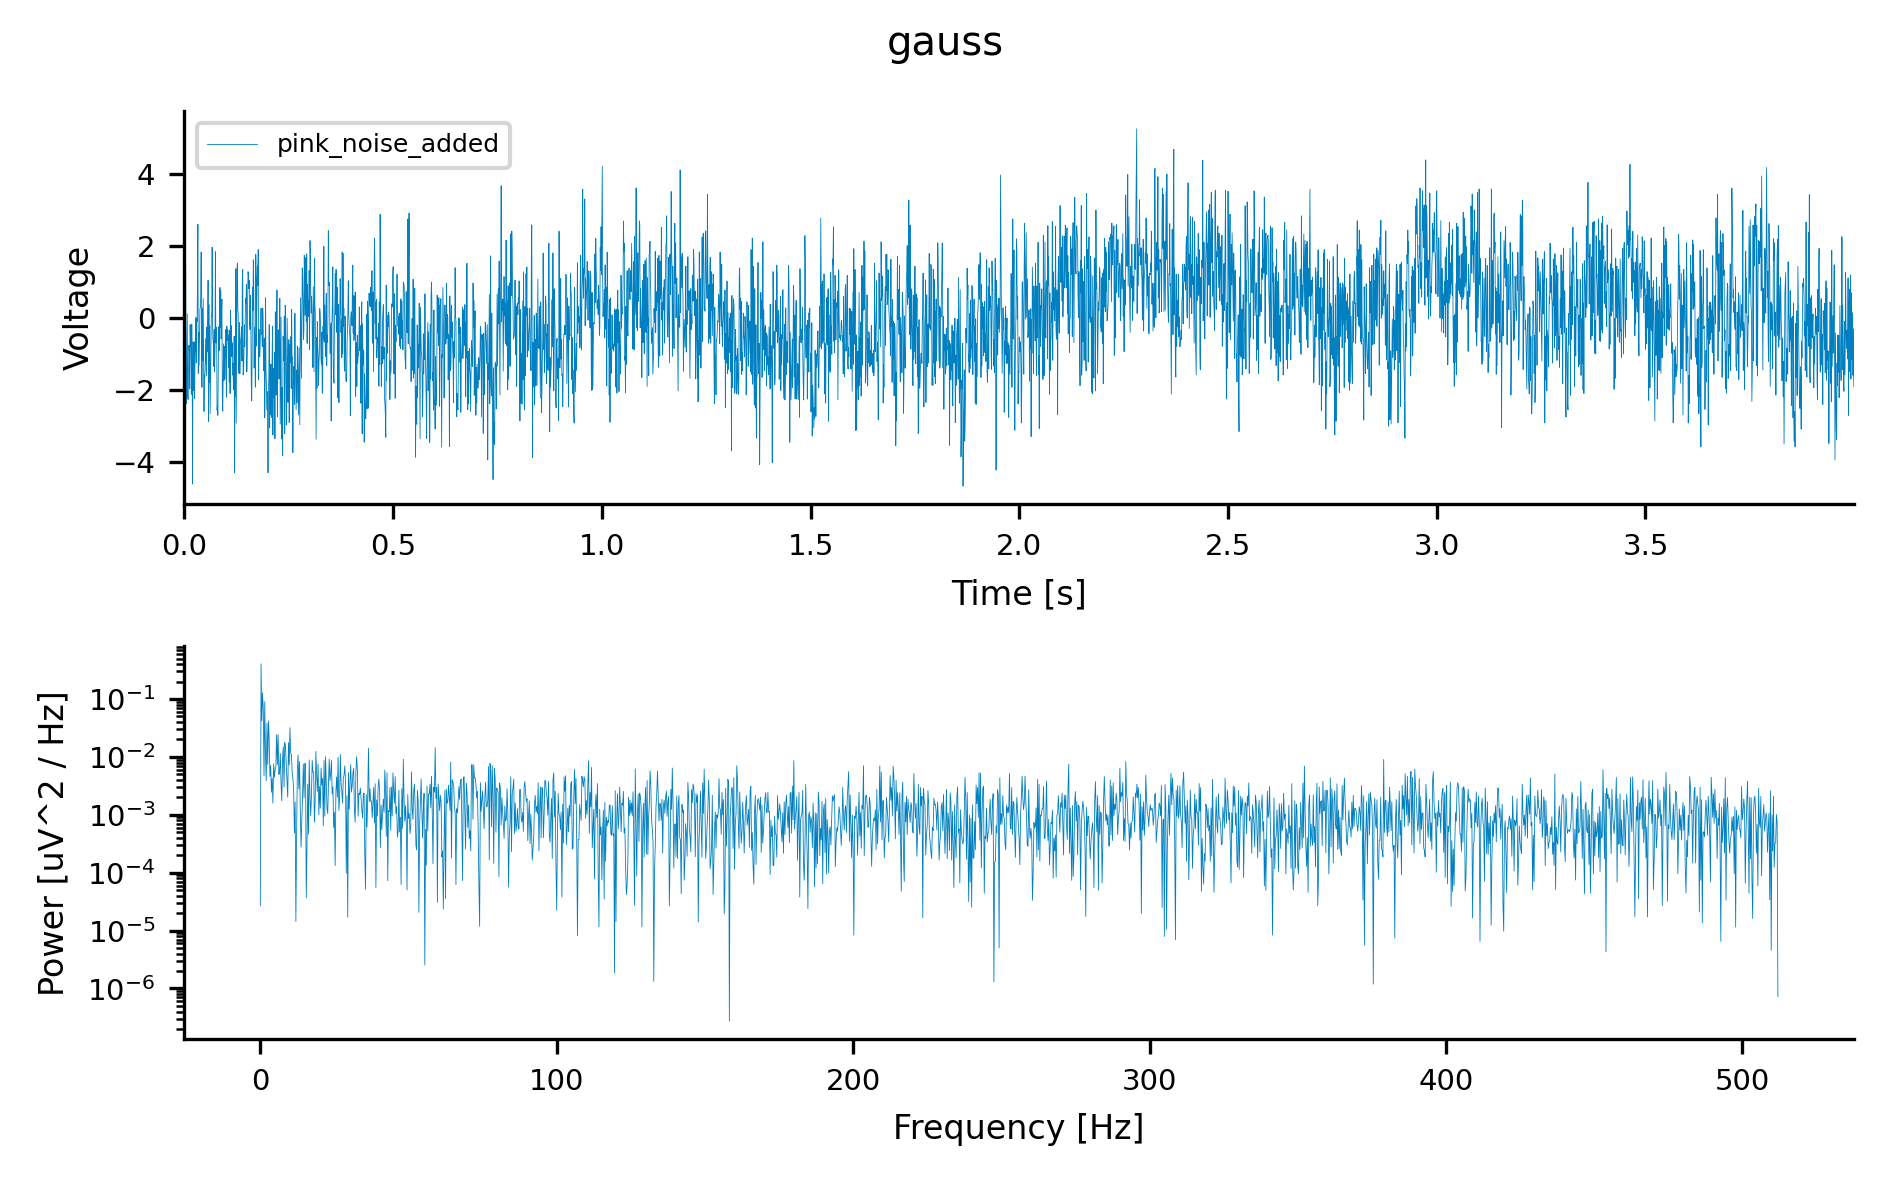 gauss
pink_noise_added
Voltage
4
2
0
−2
−4
0.0 0.5 1.0 1.5 2.0 2.5 3.0 3.5
Time [s]
Power [uV^2 / Hz]
10⁻¹
10⁻²
10⁻³
10⁻⁴
10⁻⁵
10⁻⁶
0 100 200 300 400 500
Frequency [Hz]